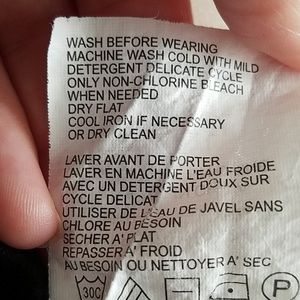 WASH BEFORE WEARING
MACHINE WASH COLD WITH MILD
DETERGENT DELICATE CYCLE
ONLY NON-CHLORINE BLEACH
WHEN NEEDED
DRY FLAT
COOL IRON IF NECESSARY
OR DRY CLEAN
LAVER AVANT DE PORTER
LAVER EN MACHINE L'EAU FROIDE
AVEC UN DETERGENT DOUX SUR
CYCLE DELICAT
UTILISER DE L'EAU DE JAVEL SANS
CHLORE AU BESOIN
SECHER A' PLAT
REPASSER A' FROID
AU BESOIN OU NETTOYER A' SEC
30C